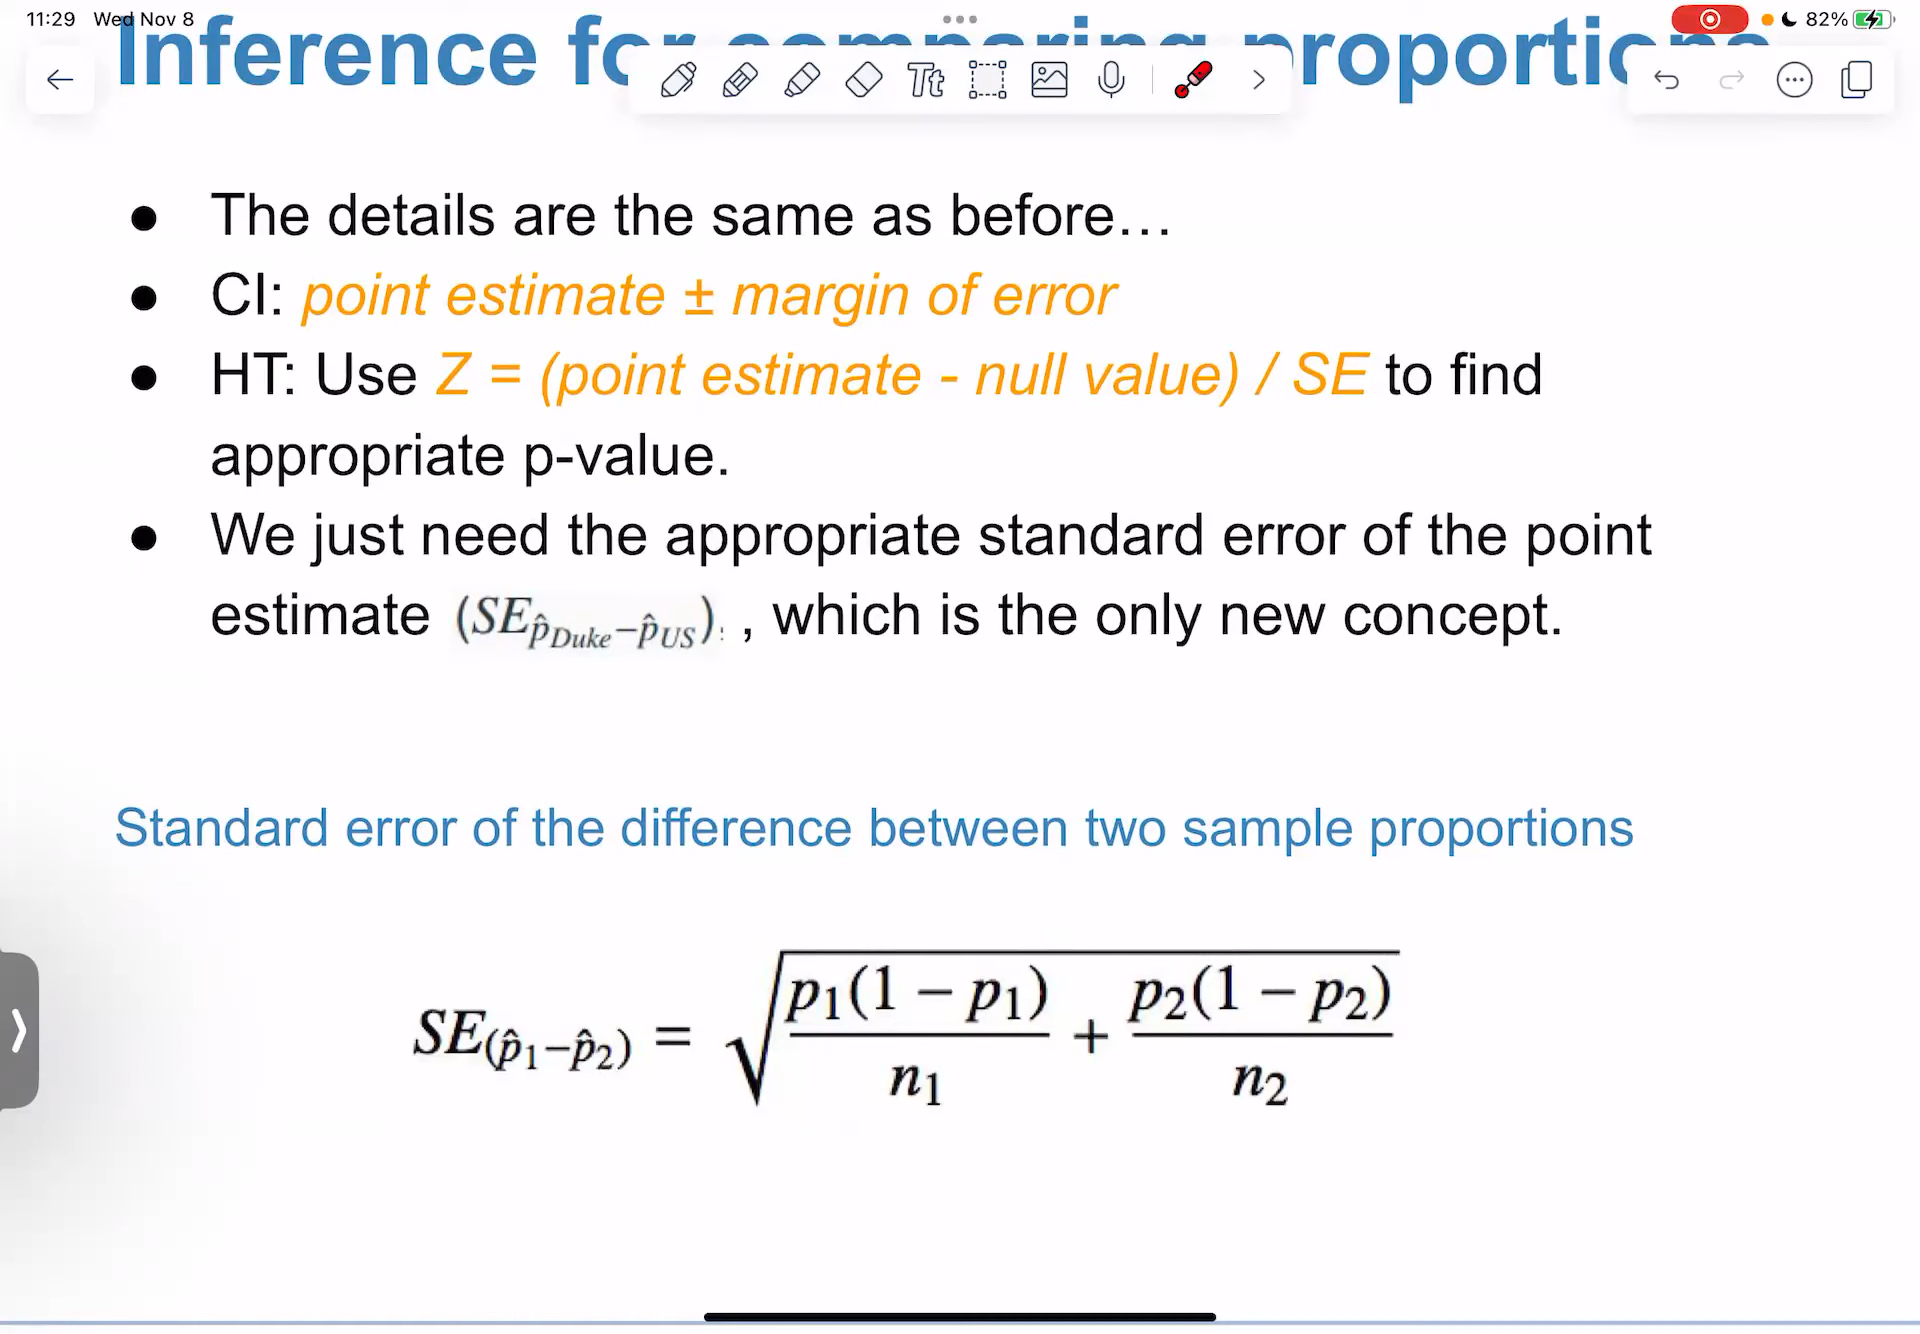 11:29 Wed Nov 8
82%
Inference for comparing proportions
Tt
● The details are the same as before…
● CI: point estimate ± margin of error
● HT: Use Z = (point estimate - null value) / SE to find
appropriate p-value.
● We just need the appropriate standard error of the point
estimate (SE p̂Duke−p̂US) , which is the only new concept.
Standard error of the difference between two sample proportions
SE(p̂1−p̂2) = √(p1(1 − p1)/n1 + p2(1 − p2)/n2)